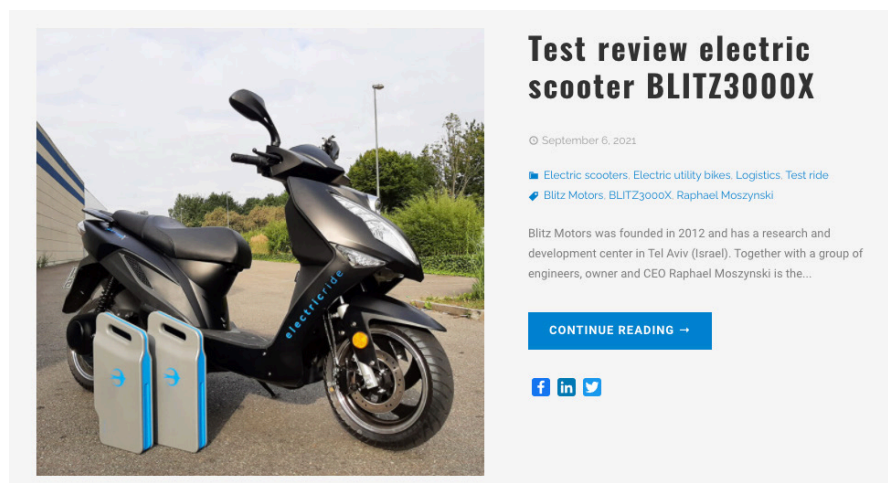 Test review electric
scooter BLITZ3000X
September 6, 2021
Electric scooters, Electric utility bikes, Logistics, Test ride
Blitz Motors, BLITZ3000X, Raphael Moszynski
Blitz Motors was founded in 2012 and has a research and
development center in Tel Aviv (Israel). Together with a group of
engineers, owner and CEO Raphael Moszynski is the...
CONTINUE READING →
electricride